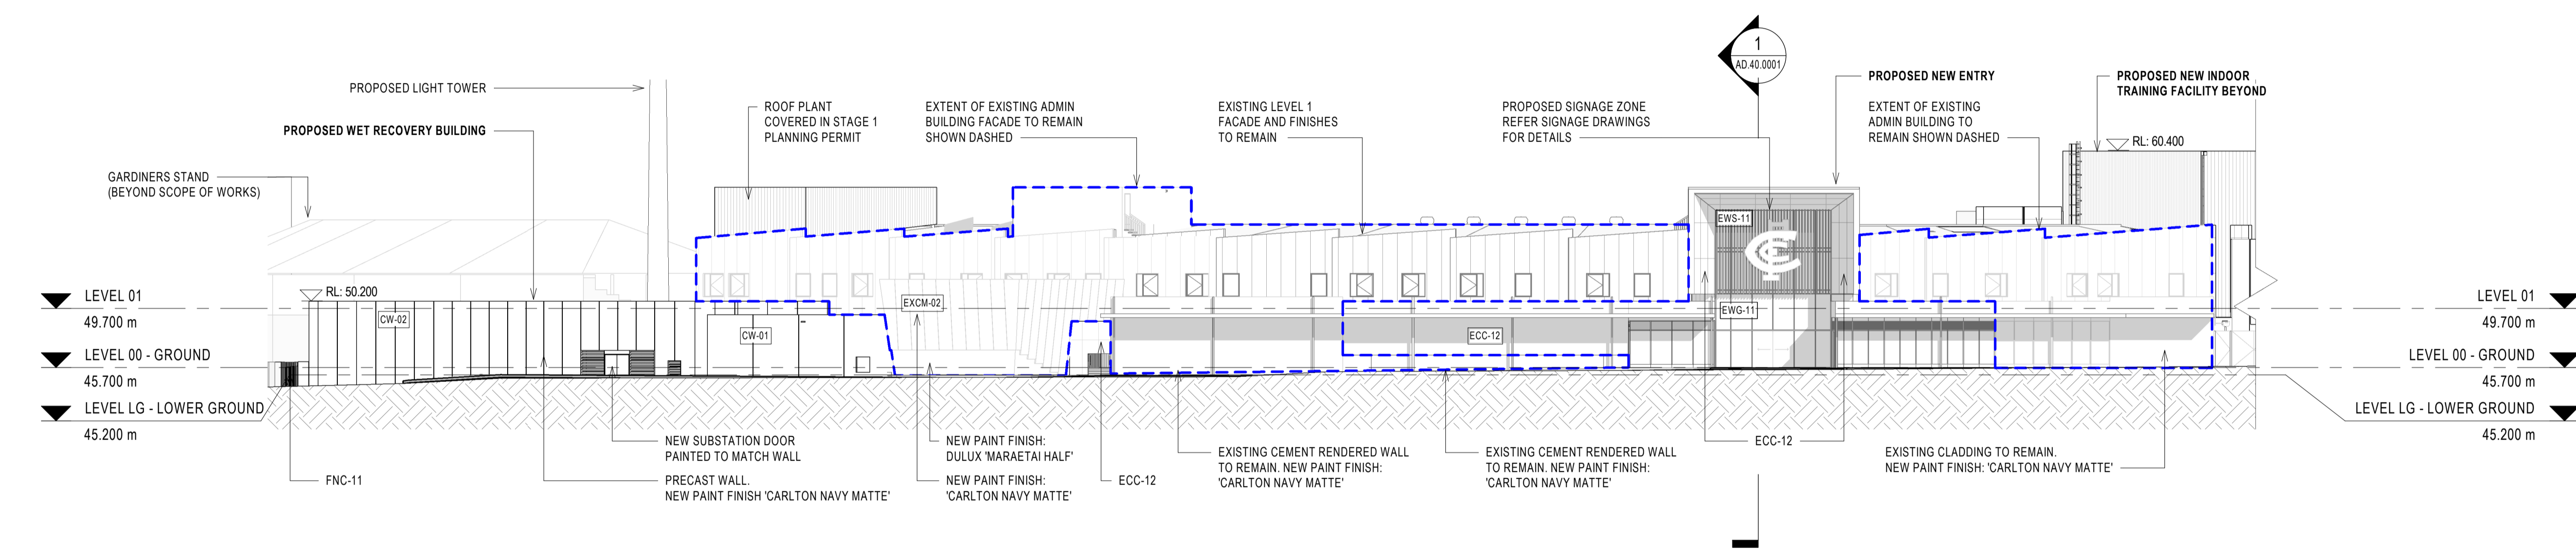 1
AD.40.0001
PROPOSED LIGHT TOWER
PROPOSED WET RECOVERY BUILDING
GARDINERS STAND
(BEYOND SCOPE OF WORKS)
ROOF PLANT
COVERED IN STAGE 1
PLANNING PERMIT
EXTENT OF EXISTING ADMIN
BUILDING FACADE TO REMAIN
SHOWN DASHED
EXISTING LEVEL 1
FACADE AND FINISHES
TO REMAIN
PROPOSED SIGNAGE ZONE
REFER SIGNAGE DRAWINGS
FOR DETAILS
PROPOSED NEW ENTRY
EXTENT OF EXISTING
ADMIN BUILDING TO
REMAIN SHOWN DASHED
PROPOSED NEW INDOOR
TRAINING FACILITY BEYOND
RL: 60.400
RL: 50.200
EWS-11
EWG-11
EXCM-02
CW-02
CW-01
ECC-12
LEVEL 01
49.700 m
LEVEL 00 - GROUND
45.700 m
LEVEL LG - LOWER GROUND
45.200 m
LEVEL 01
49.700 m
LEVEL 00 - GROUND
45.700 m
LEVEL LG - LOWER GROUND
45.200 m
FNC-11
NEW SUBSTATION DOOR
PAINTED TO MATCH WALL
PRECAST WALL.
NEW PAINT FINISH 'CARLTON NAVY MATTE'
NEW PAINT FINISH:
DULUX 'MARAETAI HALF'
NEW PAINT FINISH:
'CARLTON NAVY MATTE'
ECC-12
EXISTING CEMENT RENDERED WALL
TO REMAIN. NEW PAINT FINISH:
'CARLTON NAVY MATTE'
EXISTING CEMENT RENDERED WALL
TO REMAIN. NEW PAINT FINISH:
'CARLTON NAVY MATTE'
ECC-12
EXISTING CLADDING TO REMAIN.
NEW PAINT FINISH: 'CARLTON NAVY MATTE'